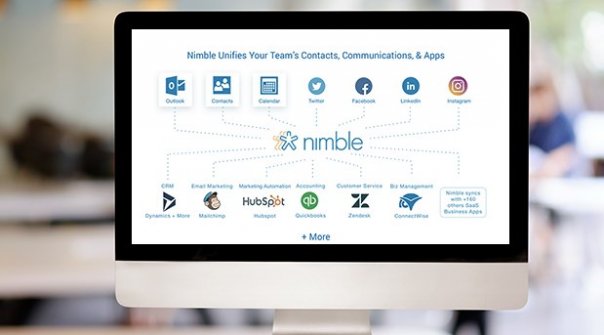 Nimble Unifies Your Team's Contacts, Communications, & Apps
Outlook Contacts Calendar Twitter Facebook LinkedIn Instagram
nimble
CRM Email Marketing Marketing Automation Accounting Customer Service Biz Management
HubSpot qb
Dynamics + More Mailchimp Hubspot Quickbooks Zendesk ConnectWise
Nimble syncs
with +160
others SaaS
Business Apps
+ More